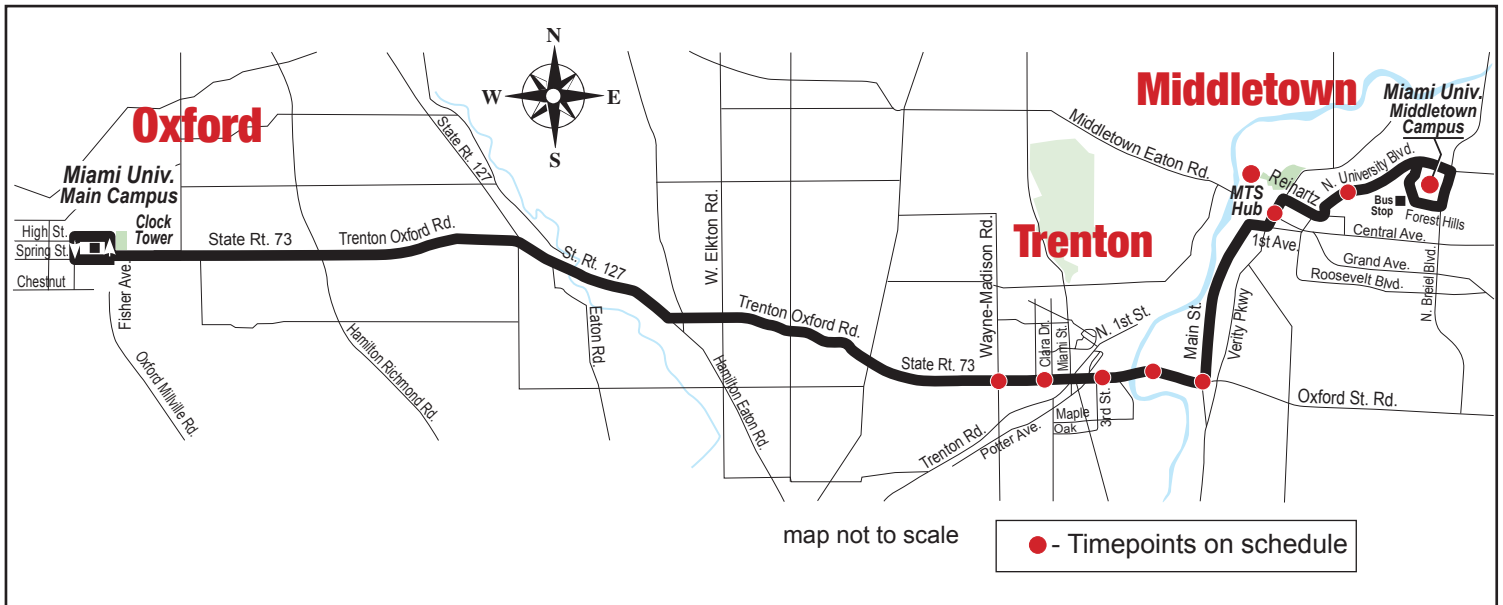 N
W
E
S
Oxford
Miami Univ.
Main Campus
Clock
Tower
High St.
Spring St.
Chestnut
Fisher Ave.
Oxford Millville Rd.
State Rt. 73
Trenton Oxford Rd.
Hamilton Richmond Rd.
State Rt. 127
St. Rt. 127
Eaton Rd.
W. Elkton Rd.
Hamilton Eaton Rd.
Trenton Oxford Rd.
State Rt. 73
Wayne-Madison Rd.
Trenton
Clara Dr.
Miami St.
N. 1st St.
Maple
Oak
3rd St.
Trenton Rd.
Potter Ave.
Middletown Eaton Rd.
Middletown
Miami Univ.
Middletown
Campus
MTS
Hub
Reinartz
N. University Blvd.
Bus
Stop
Forest Hills
Central Ave.
1st Ave.
Grand Ave.
Roosevelt Blvd.
N. Breiel Blvd.
Main St.
Verity Pkwy
Oxford St. Rd.
map not to scale
- Timepoints on schedule